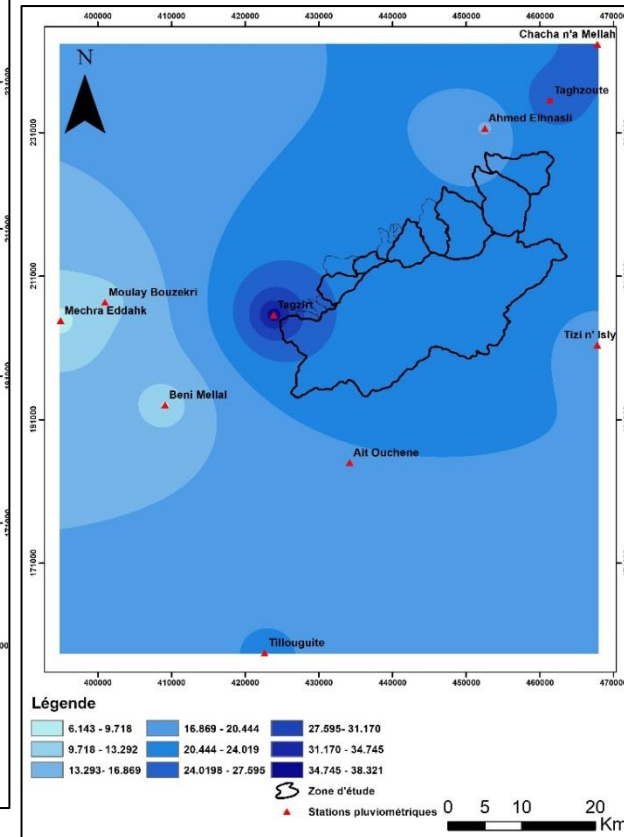 Chacha n'a Mellah
N
Taghzoute
Ahmed Elhnasli
231000
211000
Moulay Bouzekri
Mechra Eddahk
Tagzirt
Tizi n' Isly
Beni Mellal
191000
Ait Ouchene
171000
Tillouguite
400000 410000 420000 430000 440000 450000 460000 470000
Légende
6.143 - 9.718 16.869 - 20.444 27.595- 31.170
9.718 - 13.292 20.444 - 24.019 31.170 - 34.745
13.293- 16.869 24.0198 - 27.595 34.745 - 38.321
Zone d'étude
Stations pluviométriques
0 5 10 20
Km